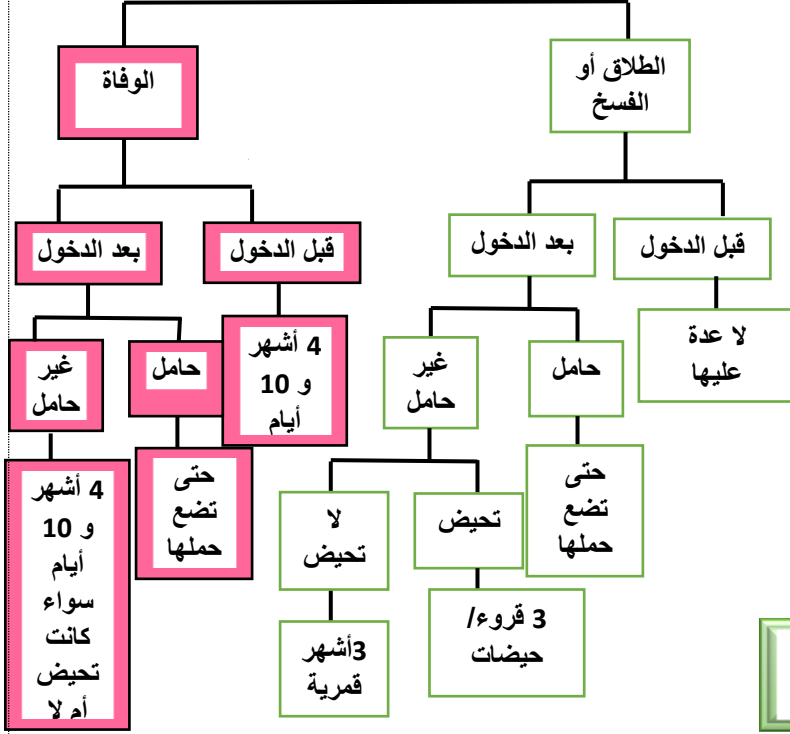 الطلاق أو
الفسخ
الوفاة
قبل الدخول
بعد الدخول
قبل الدخول
بعد الدخول
لا عدة
عليها
حامل
غير
حامل
4 أشهر
و 10
أيام
حامل
غير
حامل
حتى
تضع
حملها
تحيض
لا
تحيض
حتى
تضع
حملها
4 أشهر
و 10
أيام
سواء
كانت
تحيض
أم لا
3 قروء/
حيضات
3أشهر
قمرية